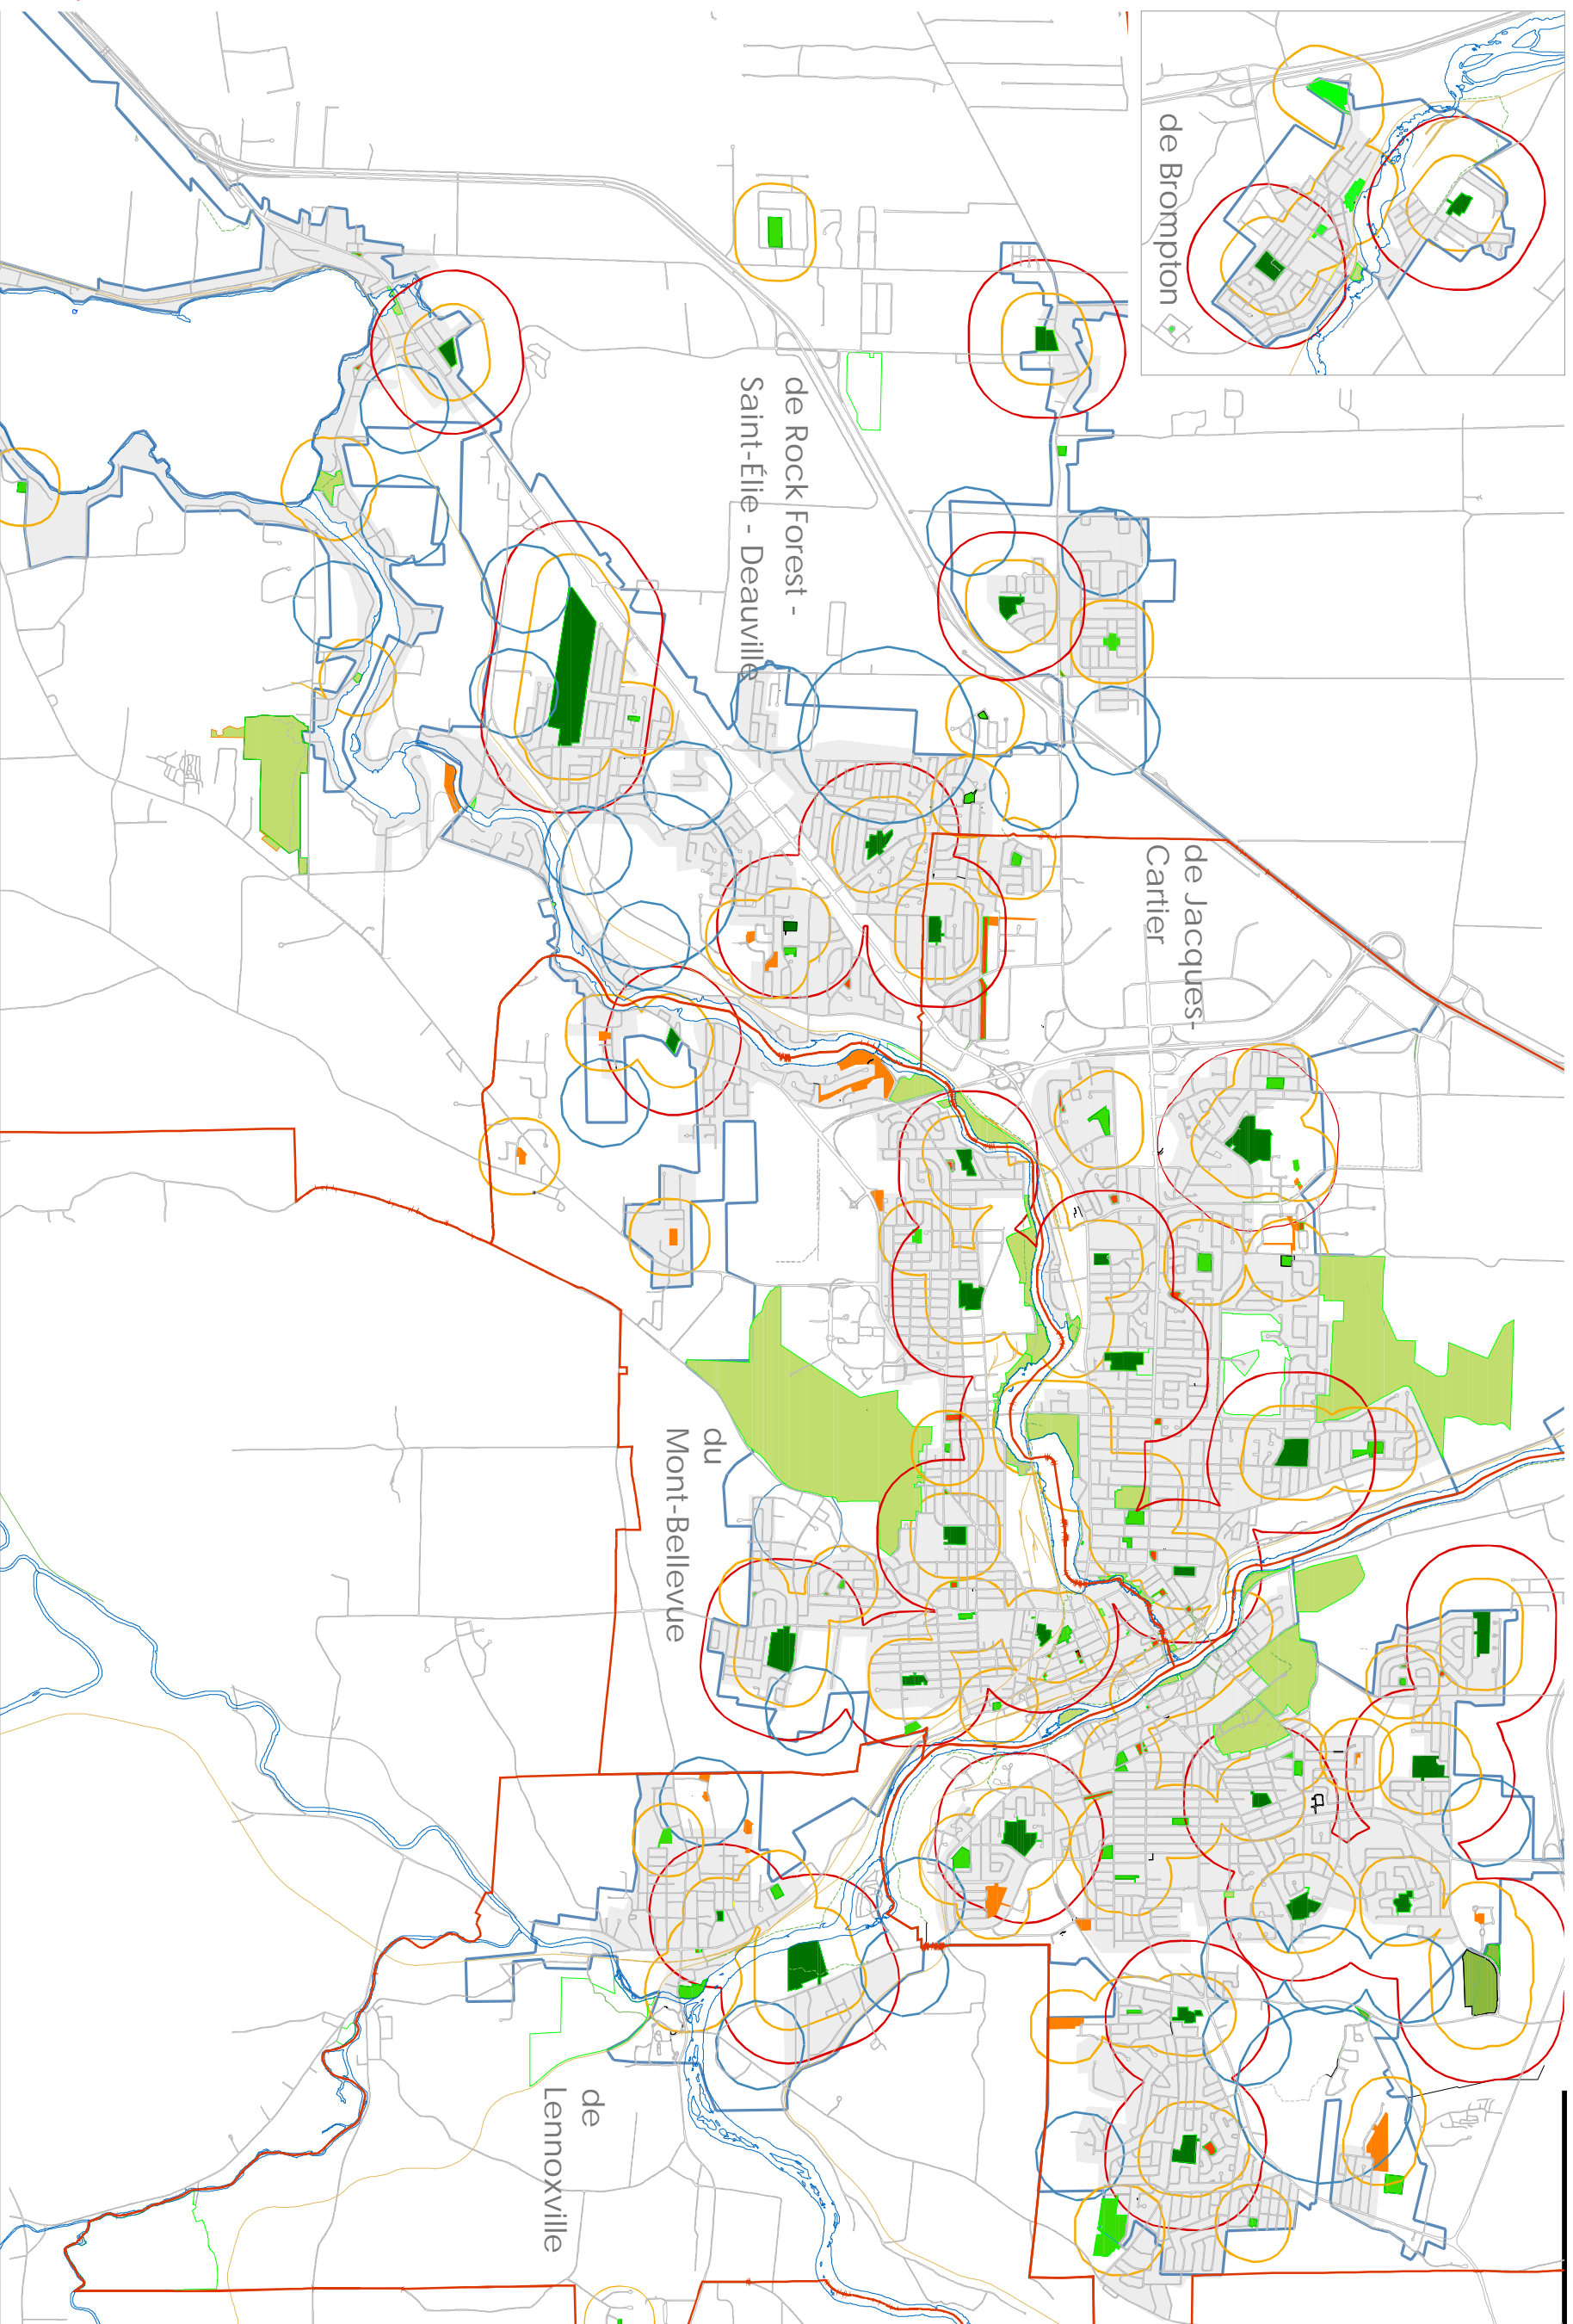 de Brompton
de Rock Forest -
Saint-Élie - Deauville
de Jacques-
Cartier
du
Mont-Bellevue
de
Lennoxville